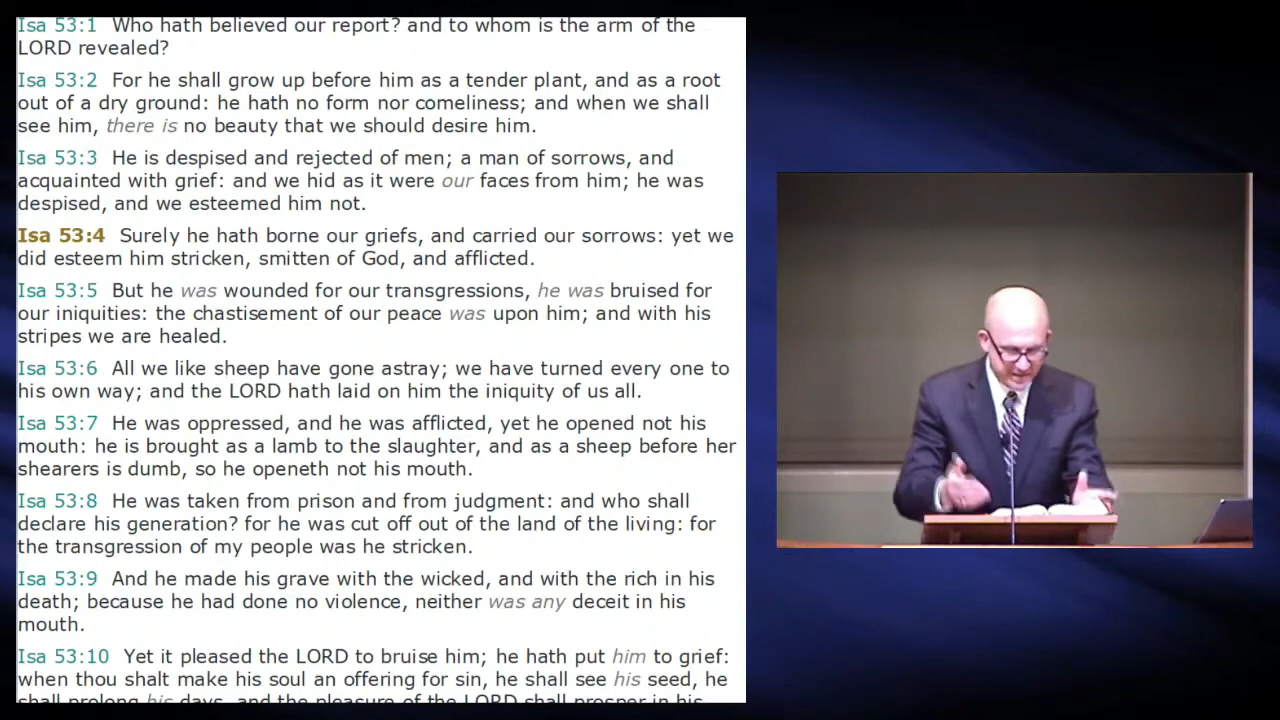 Isa 53:1 Who hath believed our report? and to whom is the arm of the
LORD revealed?
Isa 53:2 For he shall grow up before him as a tender plant, and as a root
out of a dry ground: he hath no form nor comeliness; and when we shall
see him, there is no beauty that we should desire him.
Isa 53:3 He is despised and rejected of men; a man of sorrows, and
acquainted with grief: and we hid as it were our faces from him; he was
despised, and we esteemed him not.
Isa 53:4 Surely he hath borne our griefs, and carried our sorrows: yet we
did esteem him stricken, smitten of God, and afflicted.
Isa 53:5 But he was wounded for our transgressions, he was bruised for
our iniquities: the chastisement of our peace was upon him; and with his
stripes we are healed.
Isa 53:6 All we like sheep have gone astray; we have turned every one to
his own way; and the LORD hath laid on him the iniquity of us all.
Isa 53:7 He was oppressed, and he was afflicted, yet he opened not his
mouth: he is brought as a lamb to the slaughter, and as a sheep before her
shearers is dumb, so he openeth not his mouth.
Isa 53:8 He was taken from prison and from judgment: and who shall
declare his generation? for he was cut off out of the land of the living: for
the transgression of my people was he stricken.
Isa 53:9 And he made his grave with the wicked, and with the rich in his
death; because he had done no violence, neither was any deceit in his
mouth.
Isa 53:10 Yet it pleased the LORD to bruise him; he hath put him to grief:
when thou shalt make his soul an offering for sin, he shall see his seed, he
shall prolong his days, and the pleasure of the LORD shall prosper in his